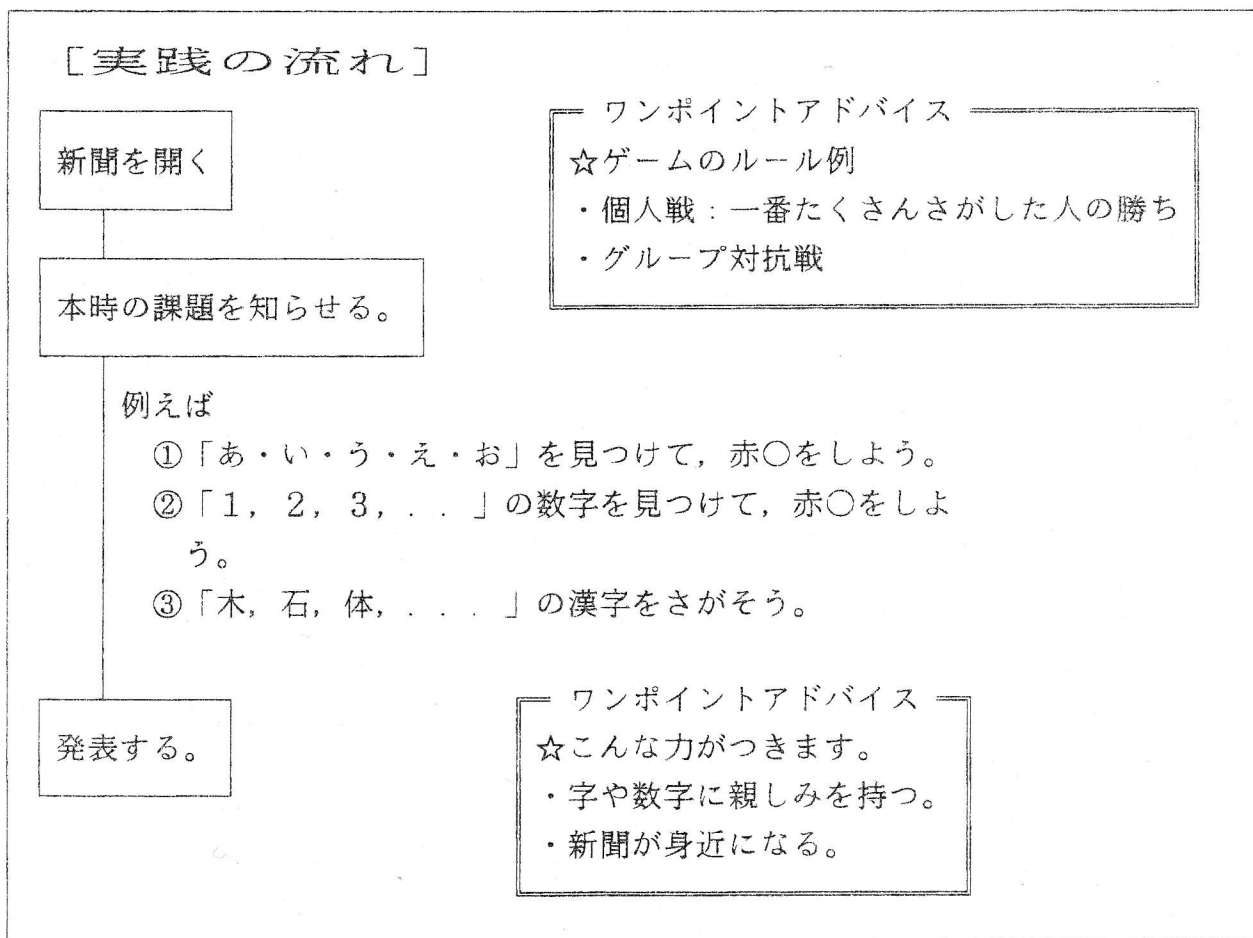 ［実践の流れ］
新聞を開く
ワンポイントアドバイス
☆ゲームのルール例
・個人戦：一番たくさんさがした人の勝ち
・グループ対抗戦
本時の課題を知らせる。
例えば
①「あ・い・う・え・お」を見つけて，赤○をしよう。
②「１，２，３，．．」の数字を見つけて，赤○をしよ
う。
③「木，石，体，．．．」の漢字をさがそう。
発表する。
ワンポイントアドバイス
☆こんな力がつきます。
・字や数字に親しみを持つ。
・新聞が身近になる。